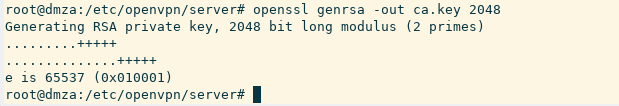 root@dmza:/etc/openvpn/server# openssl genrsa -out ca.key 2048
Generating RSA private key, 2048 bit long modulus (2 primes)
.........+++++
..............+++++
e is 65537 (0x010001)
root@dmza:/etc/openvpn/server#